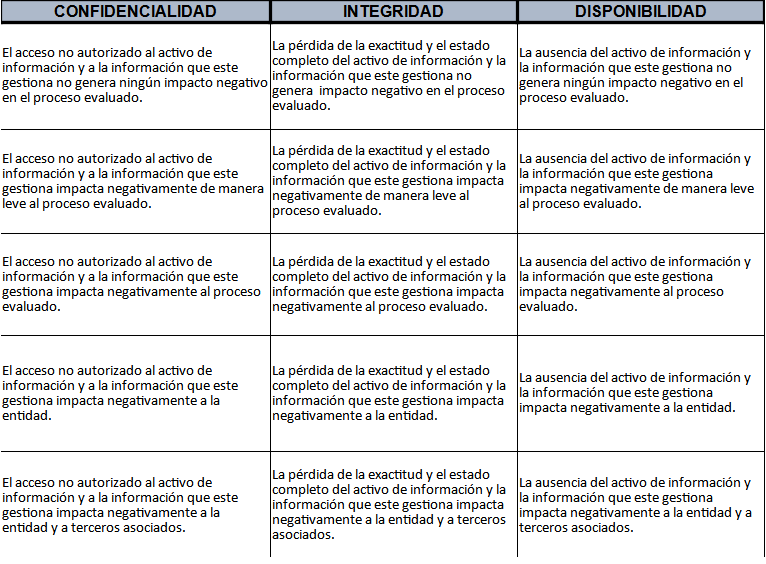 CONFIDENCIALIDAD
INTEGRIDAD
DISPONIBILIDAD
El acceso no autorizado al activo de
información y a la información que este
gestiona no genera ningún impacto negativo
en el proceso evaluado.
La pérdida de la exactitud y el estado
completo del activo de información y la
información que este gestiona no
genera  impacto negativo en el proceso
evaluado.
La ausencia del activo de información y
la información que este gestiona no
genera ningún impacto negativo en el
proceso evaluado.
El acceso no autorizado al activo de
información y a la información que este
gestiona impacta negativamente de manera
leve al proceso evaluado.
La pérdida de la exactitud y el estado
completo del activo de información y la
información que este gestiona impacta
negativamente de manera leve al
proceso evaluado.
La ausencia del activo de información y
la información que este gestiona
impacta negativamente de manera leve
al proceso evaluado.
El acceso no autorizado al activo de
información y a la información que este
gestiona impacta negativamente al proceso
evaluado.
La pérdida de la exactitud y el estado
completo del activo de información y la
información que este gestiona impacta
negativamente al proceso evaluado.
La ausencia del activo de información y
la información que este gestiona
impacta negativamente al proceso
evaluado.
El acceso no autorizado al activo de
información y a la información que este
gestiona impacta negativamente a la
entidad.
La pérdida de la exactitud y el estado
completo del activo de información y la
información que este gestiona impacta
negativamente a la entidad.
La ausencia del activo de información y
la información que este gestiona
impacta negativamente a la entidad.
El acceso no autorizado al activo de
información y a la información que este
gestiona impacta negativamente a la
entidad y a terceros asociados.
La pérdida de la exactitud y el estado
completo del activo de información y la
información que este gestiona impacta
negativamente a la entidad y a terceros
asociados.
La ausencia del activo de información y
la información que este gestiona
impacta negativamente a la entidad y a
terceros asociados.